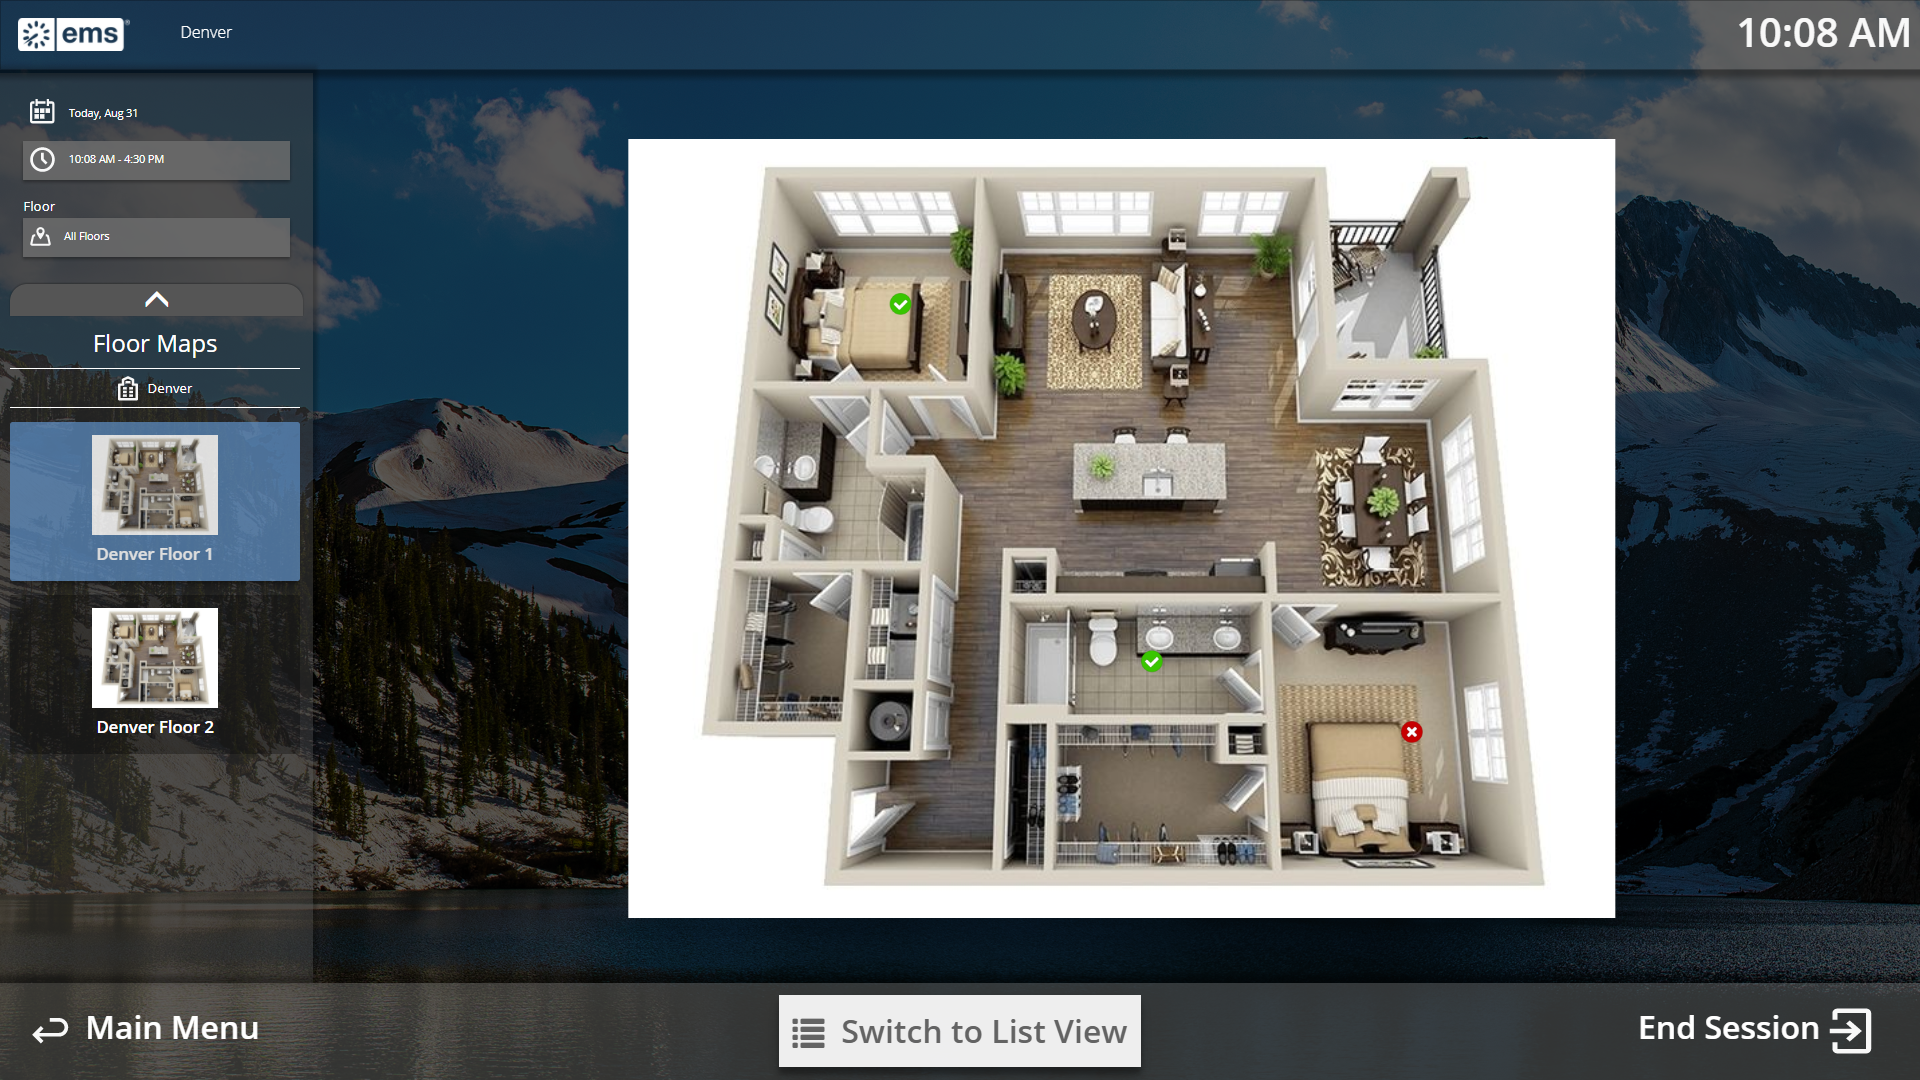 ems®
Denver
10:08 AM
Today, Aug 31
10:08 AM - 4:30 PM
Floor
All Floors
Floor Maps
Denver
Denver Floor 1
Denver Floor 2
Main Menu
Switch to List View
End Session